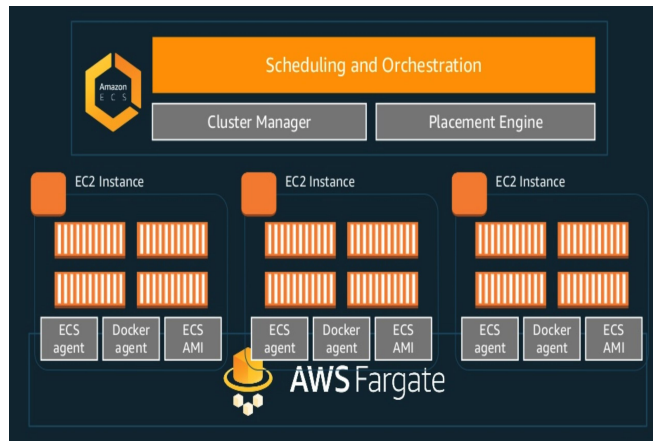 Amazon
E C S
Scheduling and Orchestration
Cluster Manager
Placement Engine
EC2 Instance
EC2 Instance
EC2 Instance
ECS
agent
Docker
agent
ECS
AMI
ECS
agent
Docker
agent
ECS
AMI
ECS
agent
Docker
agent
ECS
AMI
AWS Fargate